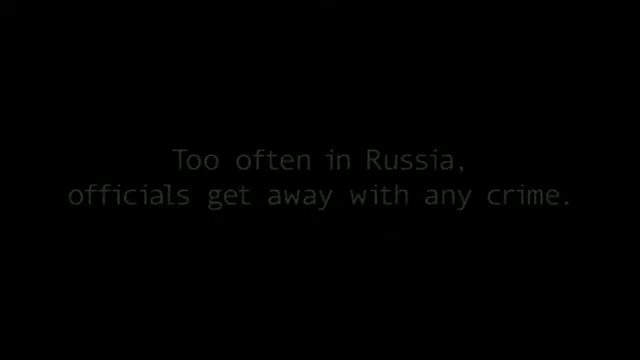 Too often in Russia,
officials get away with any crime.